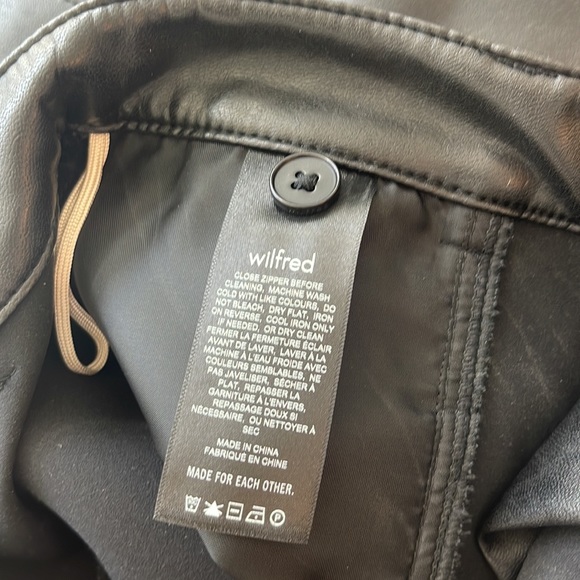 wilfred
CLOSE ZIPPER BEFORE
CLEANING. MACHINE WASH
COLD WITH LIKE COLOURS, DO
NOT BLEACH, DRY FLAT. IRON
ON REVERSE. COOL IRON ONLY
IF NEEDED, OR DRY CLEAN
FERMER LA FERMETURE ÉCLAIR
AVANT DE LAVER, LAVER À LA
MACHINE À L'EAU FROIDE AVEC
COULEURS SEMBLABLES, NE
PAS JAVELISER, SÉCHER À
PLAT. REPASSER LA
GARNITURE À L'ENVERS,
REPASSAGE DOUX SI
NÉCESSAIRE, OU NETTOYER À
SEC
MADE IN CHINA
FABRIQUÉ EN CHINE
MADE FOR EACH OTHER.
P